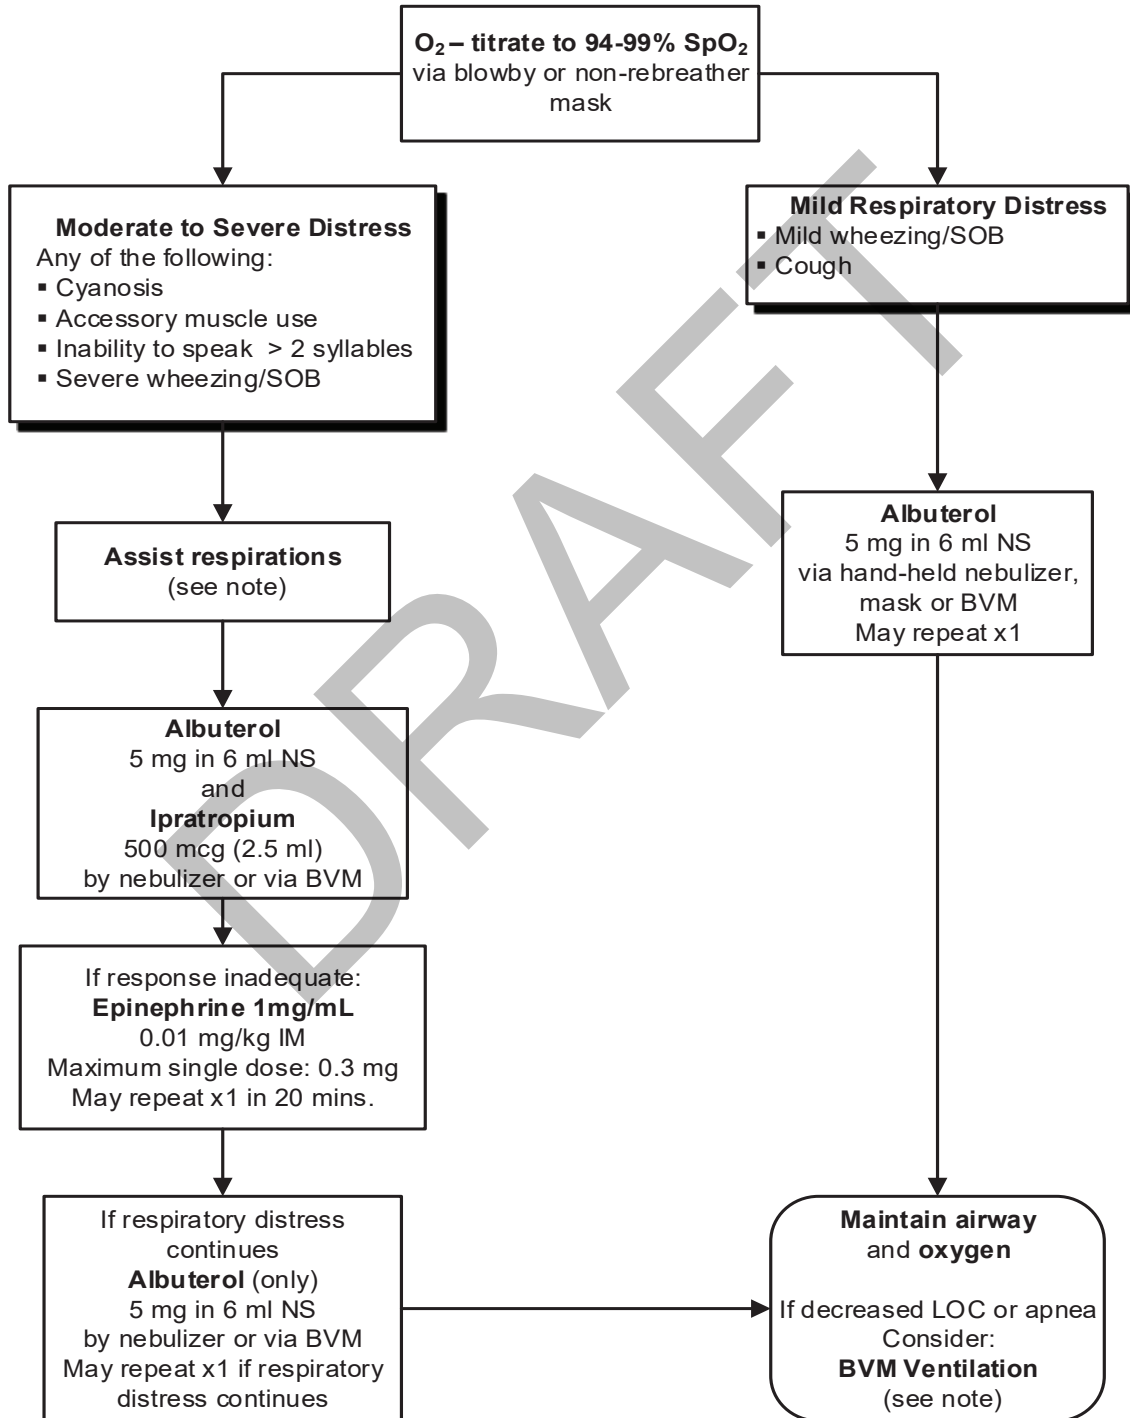 O₂ – titrate to 94-99% SpO₂
via blowby or non-rebreather
mask
Moderate to Severe Distress
Any of the following:
▪ Cyanosis
▪ Accessory muscle use
▪ Inability to speak > 2 syllables
▪ Severe wheezing/SOB
Assist respirations
(see note)
Albuterol
5 mg in 6 ml NS
and
Ipratropium
500 mcg (2.5 ml)
by nebulizer or via BVM
If response inadequate:
Epinephrine 1mg/mL
0.01 mg/kg IM
Maximum single dose: 0.3 mg
May repeat x1 in 20 mins.
If respiratory distress
continues
Albuterol (only)
5 mg in 6 ml NS
by nebulizer or via BVM
May repeat x1 if respiratory
distress continues
Mild Respiratory Distress
▪ Mild wheezing/SOB
▪ Cough
Albuterol
5 mg in 6 ml NS
via hand-held nebulizer,
mask or BVM
May repeat x1
Maintain airway
and oxygen
If decreased LOC or apnea
Consider:
BVM Ventilation
(see note)
DRAFT